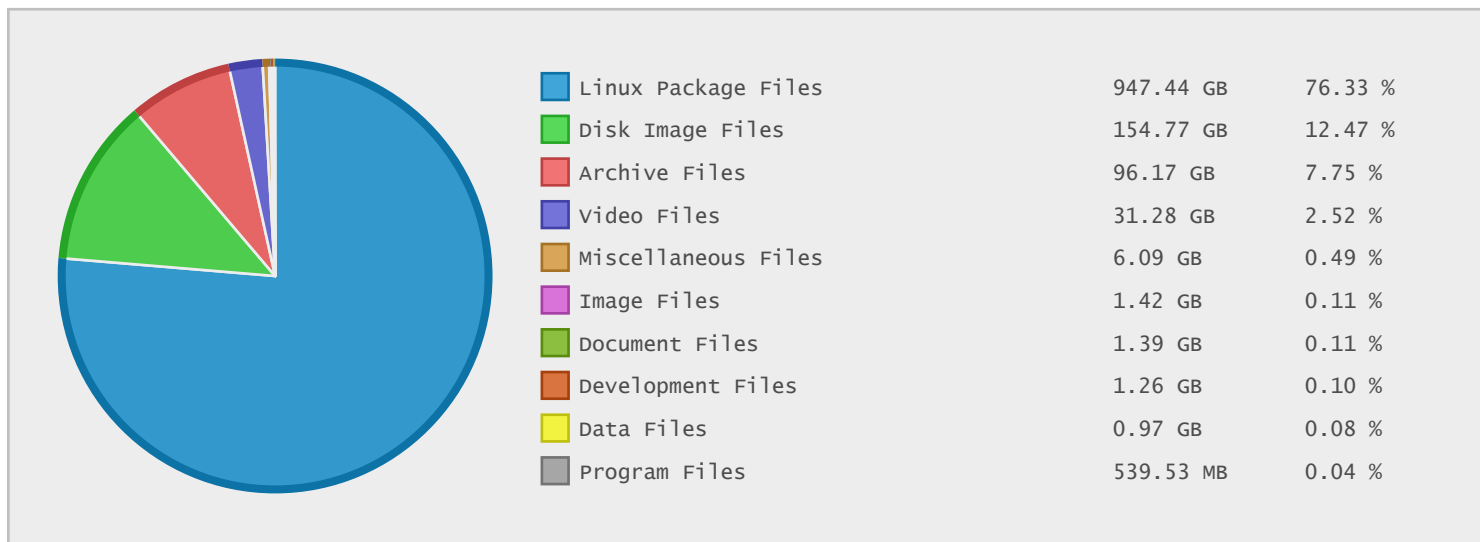 Linux Package Files 947.44 GB 76.33 %
Disk Image Files 154.77 GB 12.47 %
Archive Files 96.17 GB 7.75 %
Video Files 31.28 GB 2.52 %
Miscellaneous Files 6.09 GB 0.49 %
Image Files 1.42 GB 0.11 %
Document Files 1.39 GB 0.11 %
Development Files 1.26 GB 0.10 %
Data Files 0.97 GB 0.08 %
Program Files 539.53 MB 0.04 %